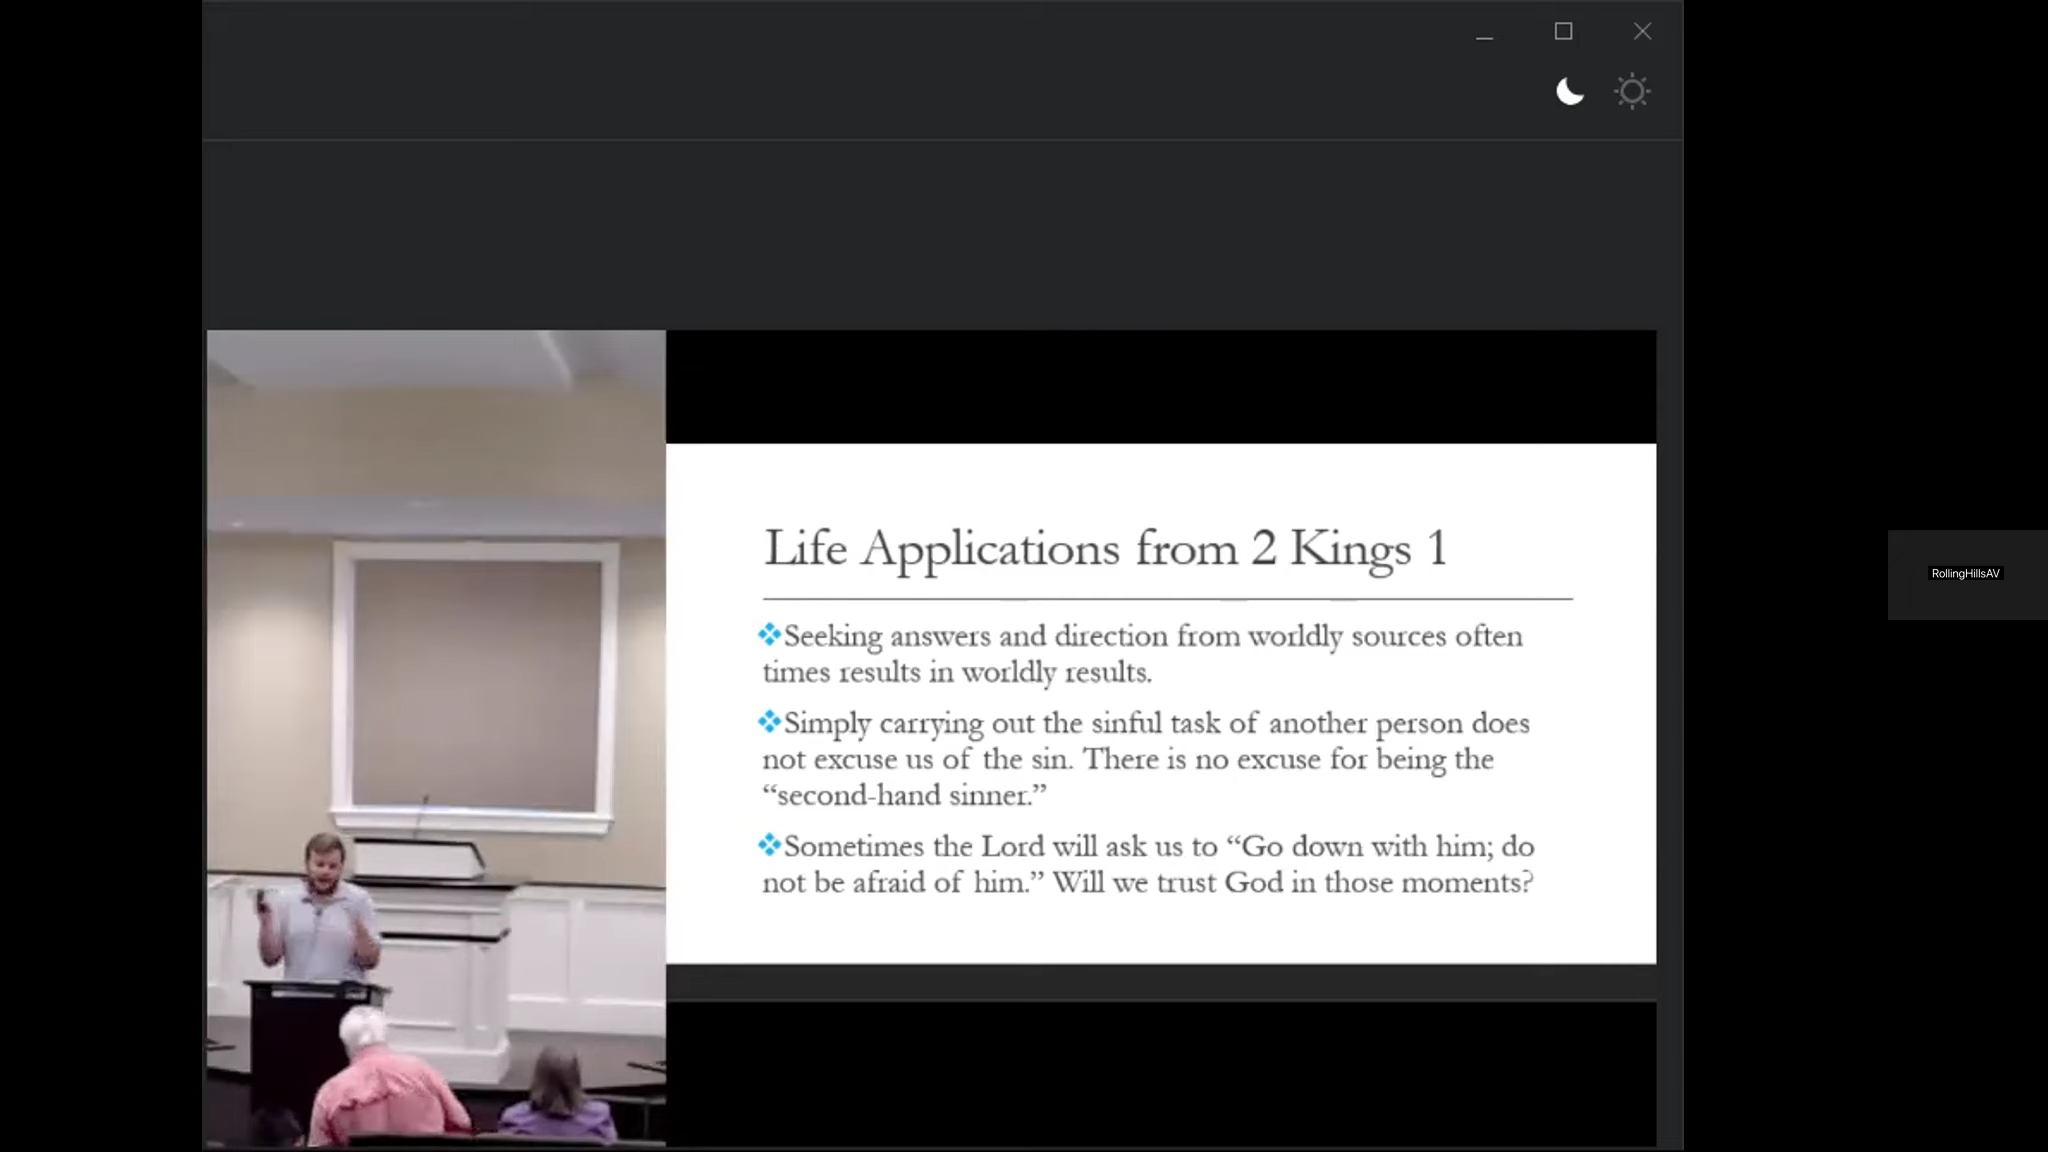 Life Applications from 2 Kings 1
Seeking answers and direction from worldly sources often
times results in worldly results.
Simply carrying out the sinful task of another person does
not excuse us of the sin. There is no excuse for being the
“second-hand sinner.”
Sometimes the Lord will ask us to “Go down with him; do
not be afraid of him.” Will we trust God in those moments?
RollingHillsAV